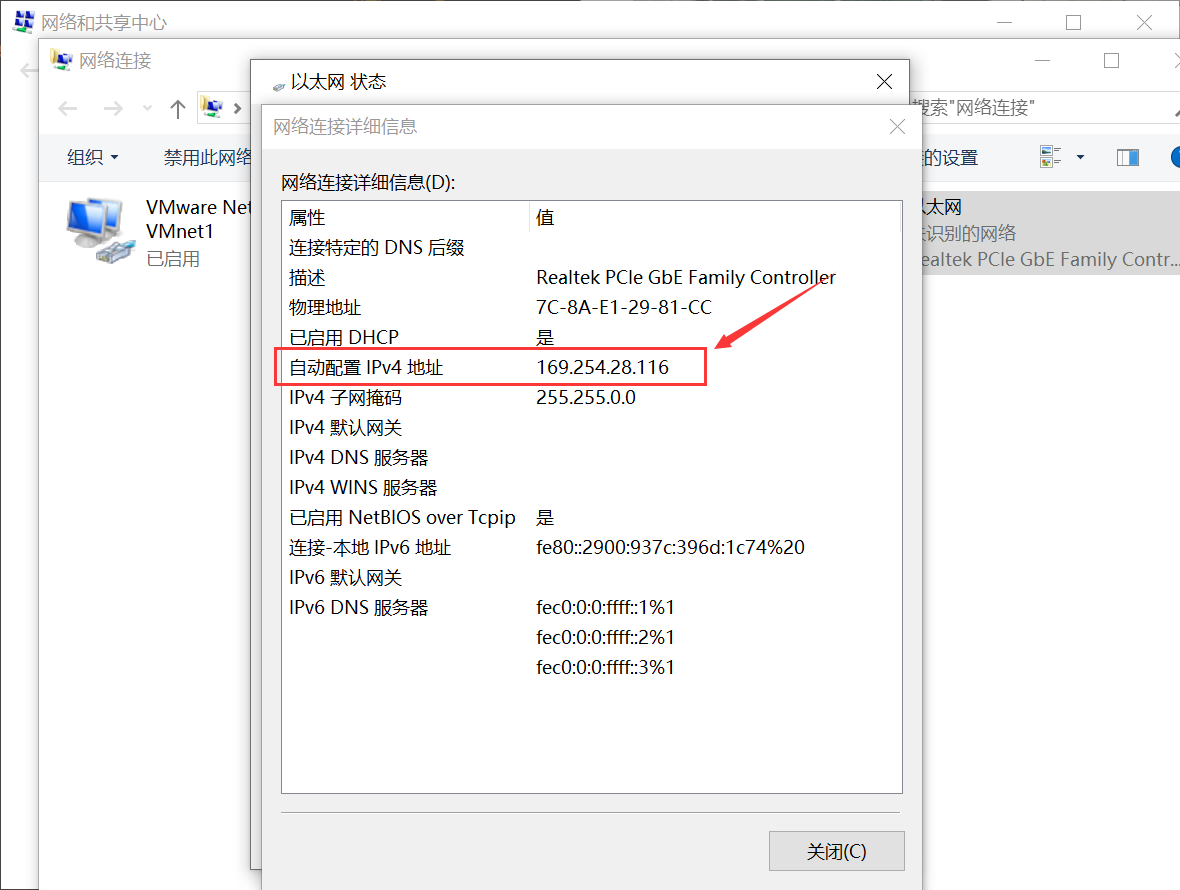 网络和共享中心
网络连接
以太网 状态
搜索"网络连接"
网络连接详细信息
组织
禁用此网络
的设置
网络连接详细信息(D):
VMware Net
VMnet1
已启用
太网
识别的网络
ealtek PCIe GbE Family Contr...
属性 值
连接特定的 DNS 后缀
描述 Realtek PCIe GbE Family Controller
物理地址 7C-8A-E1-29-81-CC
已启用 DHCP 是
自动配置 IPv4 地址 169.254.28.116
IPv4 子网掩码 255.255.0.0
IPv4 默认网关
IPv4 DNS 服务器
IPv4 WINS 服务器
已启用 NetBIOS over Tcpip 是
连接-本地 IPv6 地址 fe80::2900:937c:396d:1c74%20
IPv6 默认网关
IPv6 DNS 服务器 fec0:0:0:ffff::1%1
fec0:0:0:ffff::2%1
fec0:0:0:ffff::3%1
关闭(C)